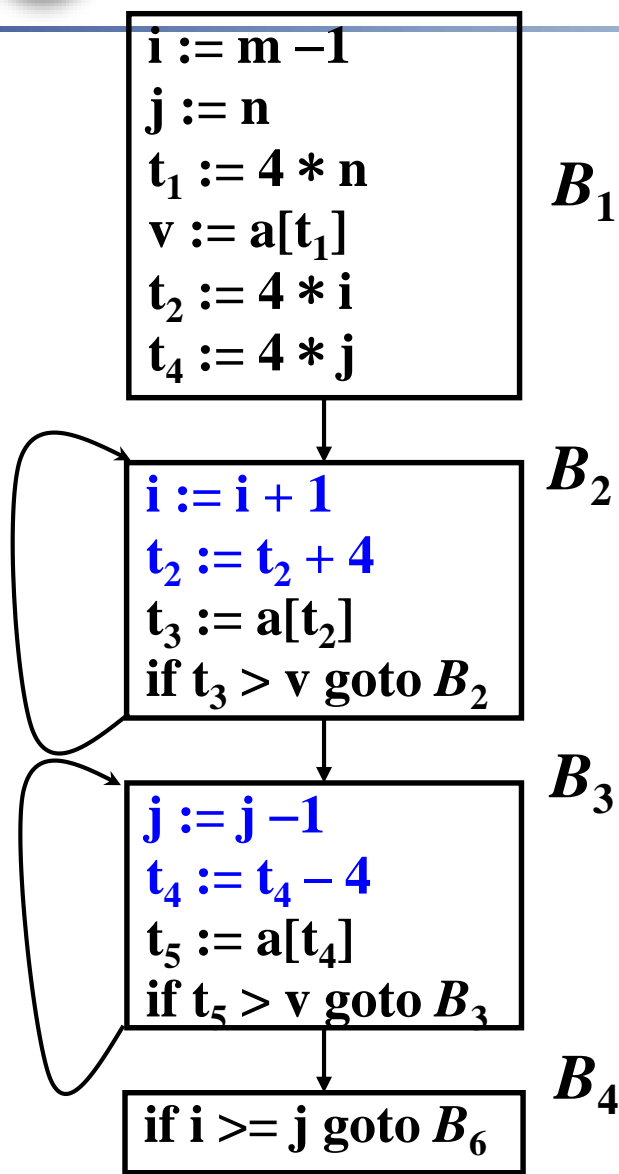 i := m –1
j := n
t₁ := 4 * n
v := a[t₁]
t₂ := 4 * i
t₄ := 4 * j
B₁
B₂
i := i + 1
t₂ := t₂ + 4
t₃ := a[t₂]
if t₃ > v goto B₂
B₃
j := j –1
t₄ := t₄ – 4
t₅ := a[t₄]
if t₅ > v goto B₃
B₄
if i >= j goto B₆